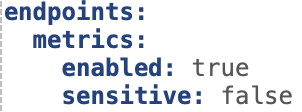 endpoints:
  metrics:
    enabled: true
    sensitive: false